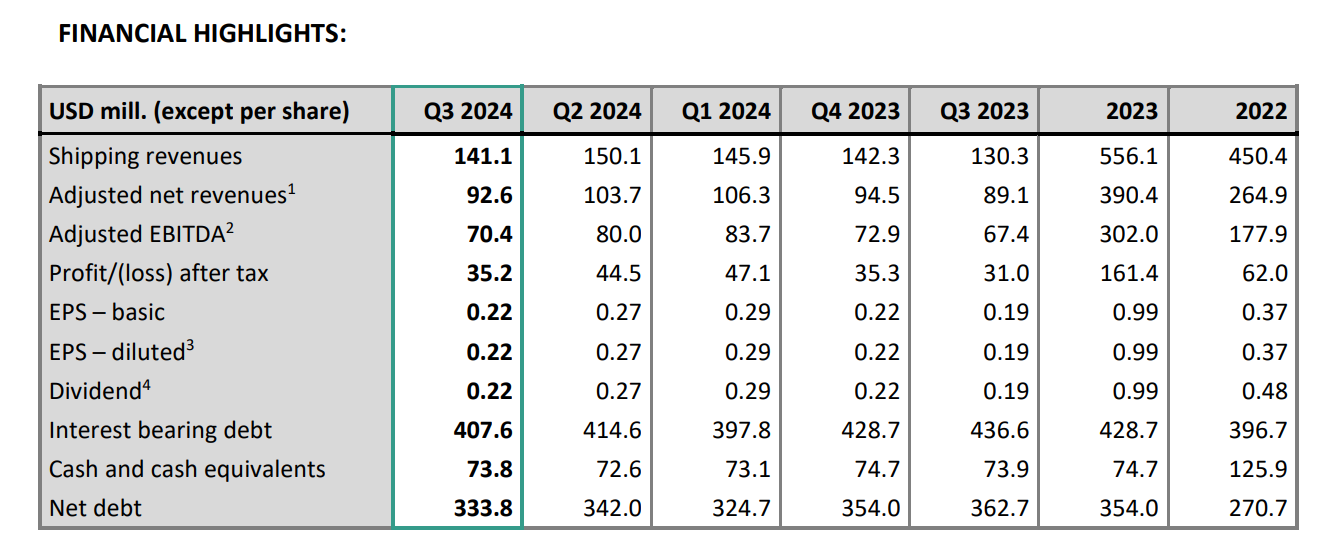 FINANCIAL HIGHLIGHTS:
USD mill. (except per share) Q3 2024 Q2 2024 Q1 2024 Q4 2023 Q3 2023 2023 2022
Shipping revenues 141.1 150.1 145.9 142.3 130.3 556.1 450.4
Adjusted net revenues¹ 92.6 103.7 106.3 94.5 89.1 390.4 264.9
Adjusted EBITDA² 70.4 80.0 83.7 72.9 67.4 302.0 177.9
Profit/(loss) after tax 35.2 44.5 47.1 35.3 31.0 161.4 62.0
EPS – basic 0.22 0.27 0.29 0.22 0.19 0.99 0.37
EPS – diluted³ 0.22 0.27 0.29 0.22 0.19 0.99 0.37
Dividend⁴ 0.22 0.27 0.29 0.22 0.19 0.99 0.48
Interest bearing debt 407.6 414.6 397.8 428.7 436.6 428.7 396.7
Cash and cash equivalents 73.8 72.6 73.1 74.7 73.9 74.7 125.9
Net debt 333.8 342.0 324.7 354.0 362.7 354.0 270.7